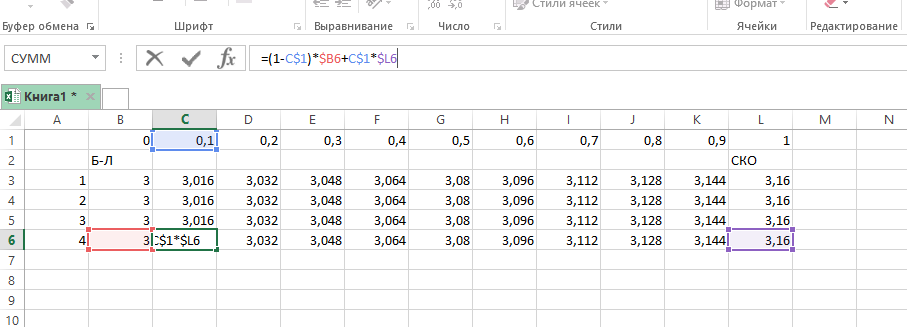 Стили ячеек Формат
Буфер обмена Шрифт Выравнивание Число Стили Ячейки Редактирование
СУММ fx =(1-C$1)*$B6+C$1*$L6
Книга1 *
A B C D E F G H I J K L M N
1 0 0,1 0,2 0,3 0,4 0,5 0,6 0,7 0,8 0,9 1
2 Б-Л СКО
3 1 3 3,016 3,032 3,048 3,064 3,08 3,096 3,112 3,128 3,144 3,16
4 2 3 3,016 3,032 3,048 3,064 3,08 3,096 3,112 3,128 3,144 3,16
5 3 3 3,016 3,032 3,048 3,064 3,08 3,096 3,112 3,128 3,144 3,16
6 4 3 C$1*$L6 3,032 3,048 3,064 3,08 3,096 3,112 3,128 3,144 3,16
7
8
9
10